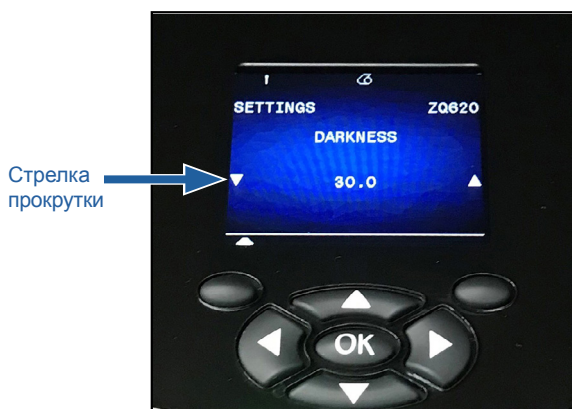 SETTINGS ZQ620
DARKNESS
Стрелка
прокрутки
30.0
OK